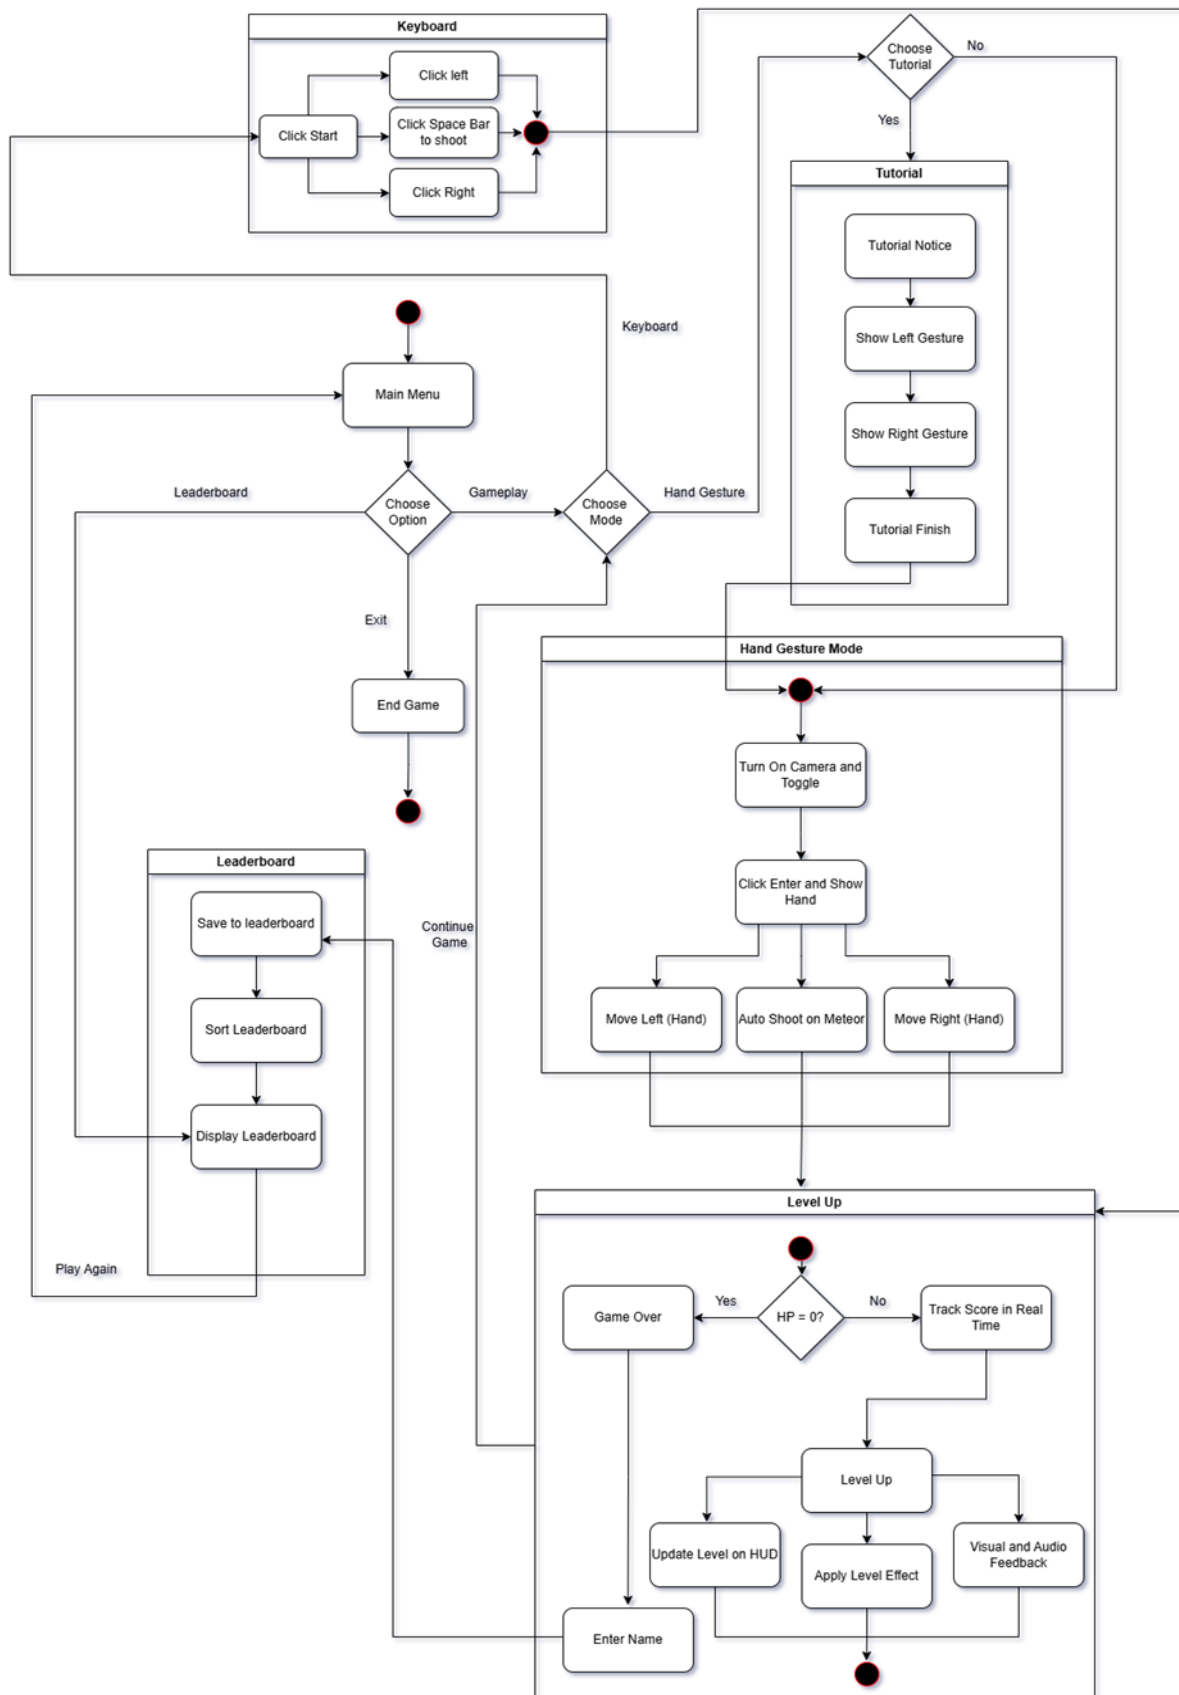 Keyboard
Click left
Click Start
Click Space Bar
to shoot
Click Right
Choose
Tutorial
No
Yes
Tutorial
Tutorial Notice
Show Left Gesture
Show Right Gesture
Tutorial Finish
Keyboard
Main Menu
Leaderboard
Choose
Option
Gameplay
Choose
Mode
Hand Gesture
Exit
End Game
Hand Gesture Mode
Turn On Camera and
Toggle
Click Enter and Show
Hand
Move Left (Hand)
Auto Shoot on Meteor
Move Right (Hand)
Leaderboard
Save to leaderboard
Sort Leaderboard
Display Leaderboard
Continue
Game
Play Again
Level Up
Game Over
Yes
HP = 0?
No
Track Score in Real
Time
Level Up
Update Level on HUD
Apply Level Effect
Visual and Audio
Feedback
Enter Name